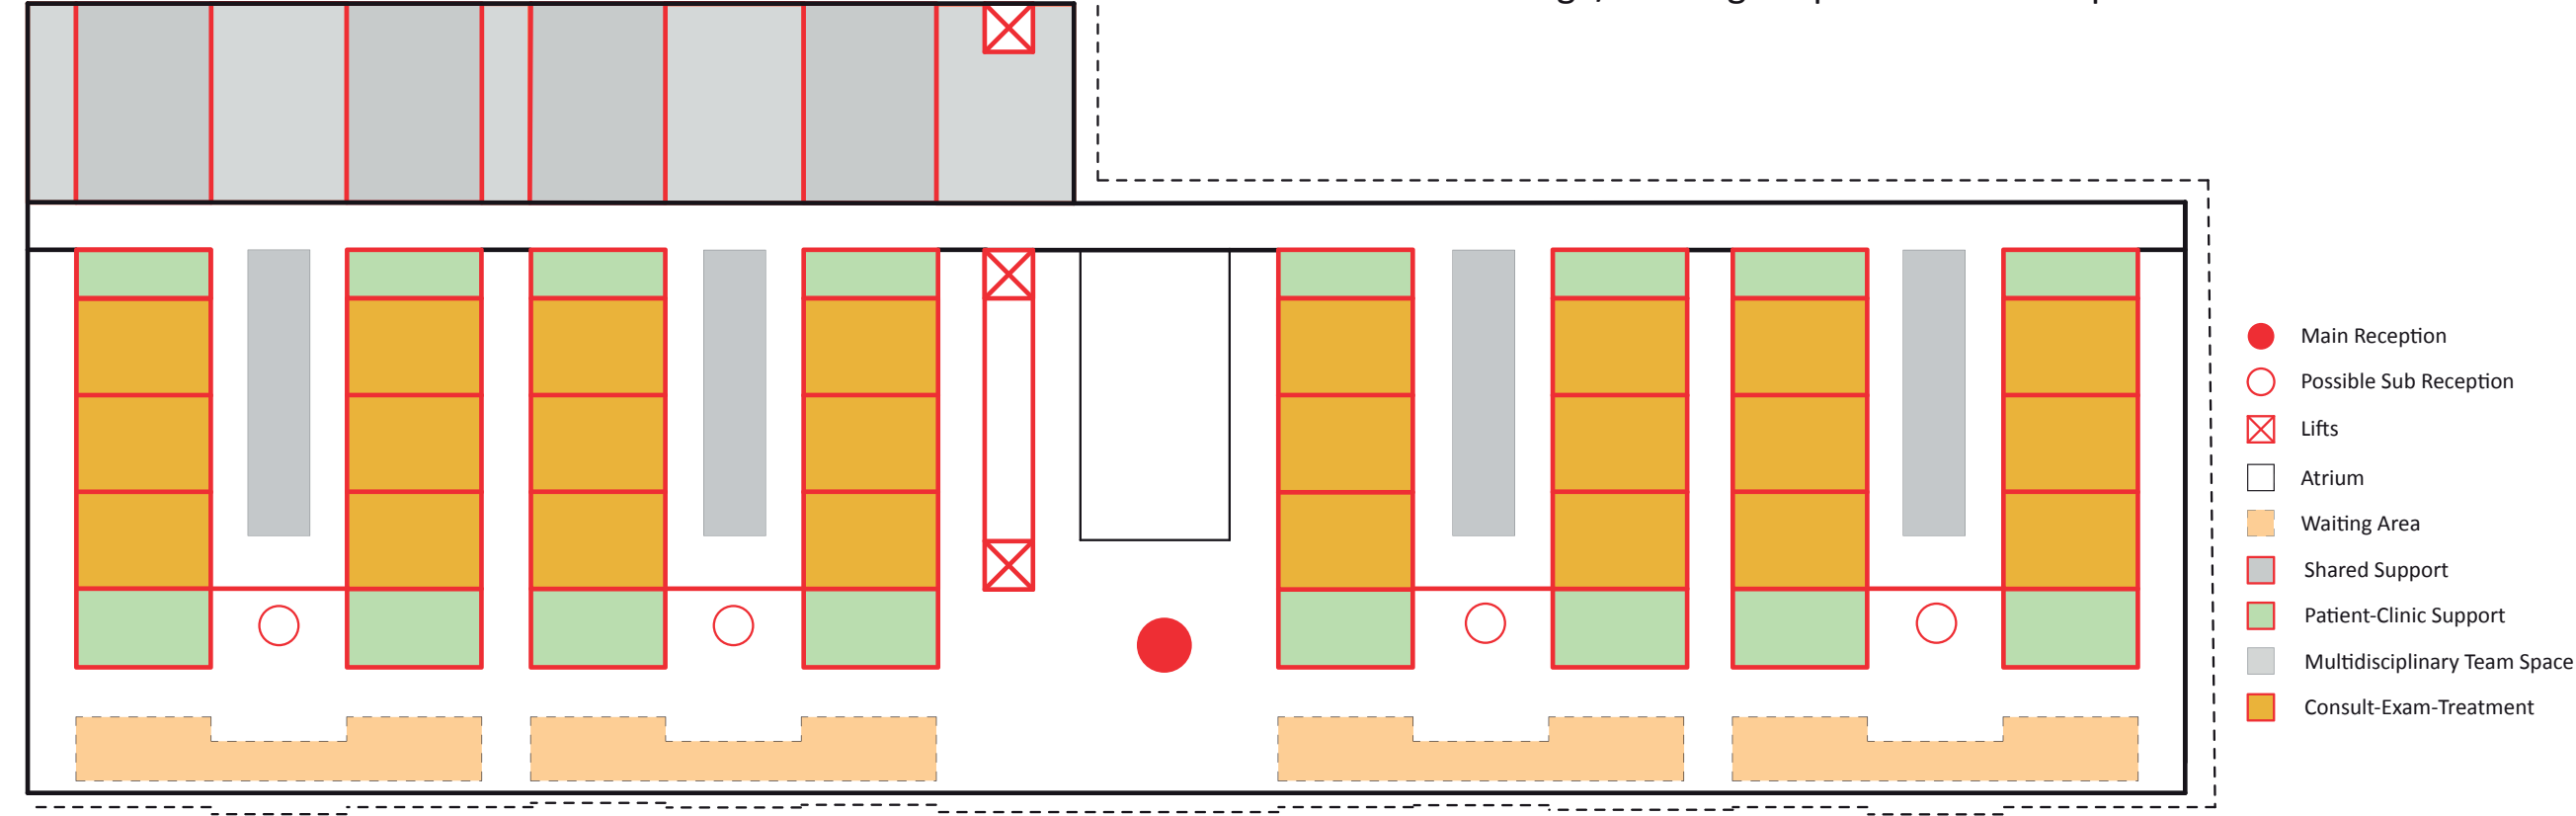 Main Reception
Possible Sub Reception
Lifts
Atrium
Waiting Area
Shared Support
Patient-Clinic Support
Multidisciplinary Team Space
Consult-Exam-Treatment